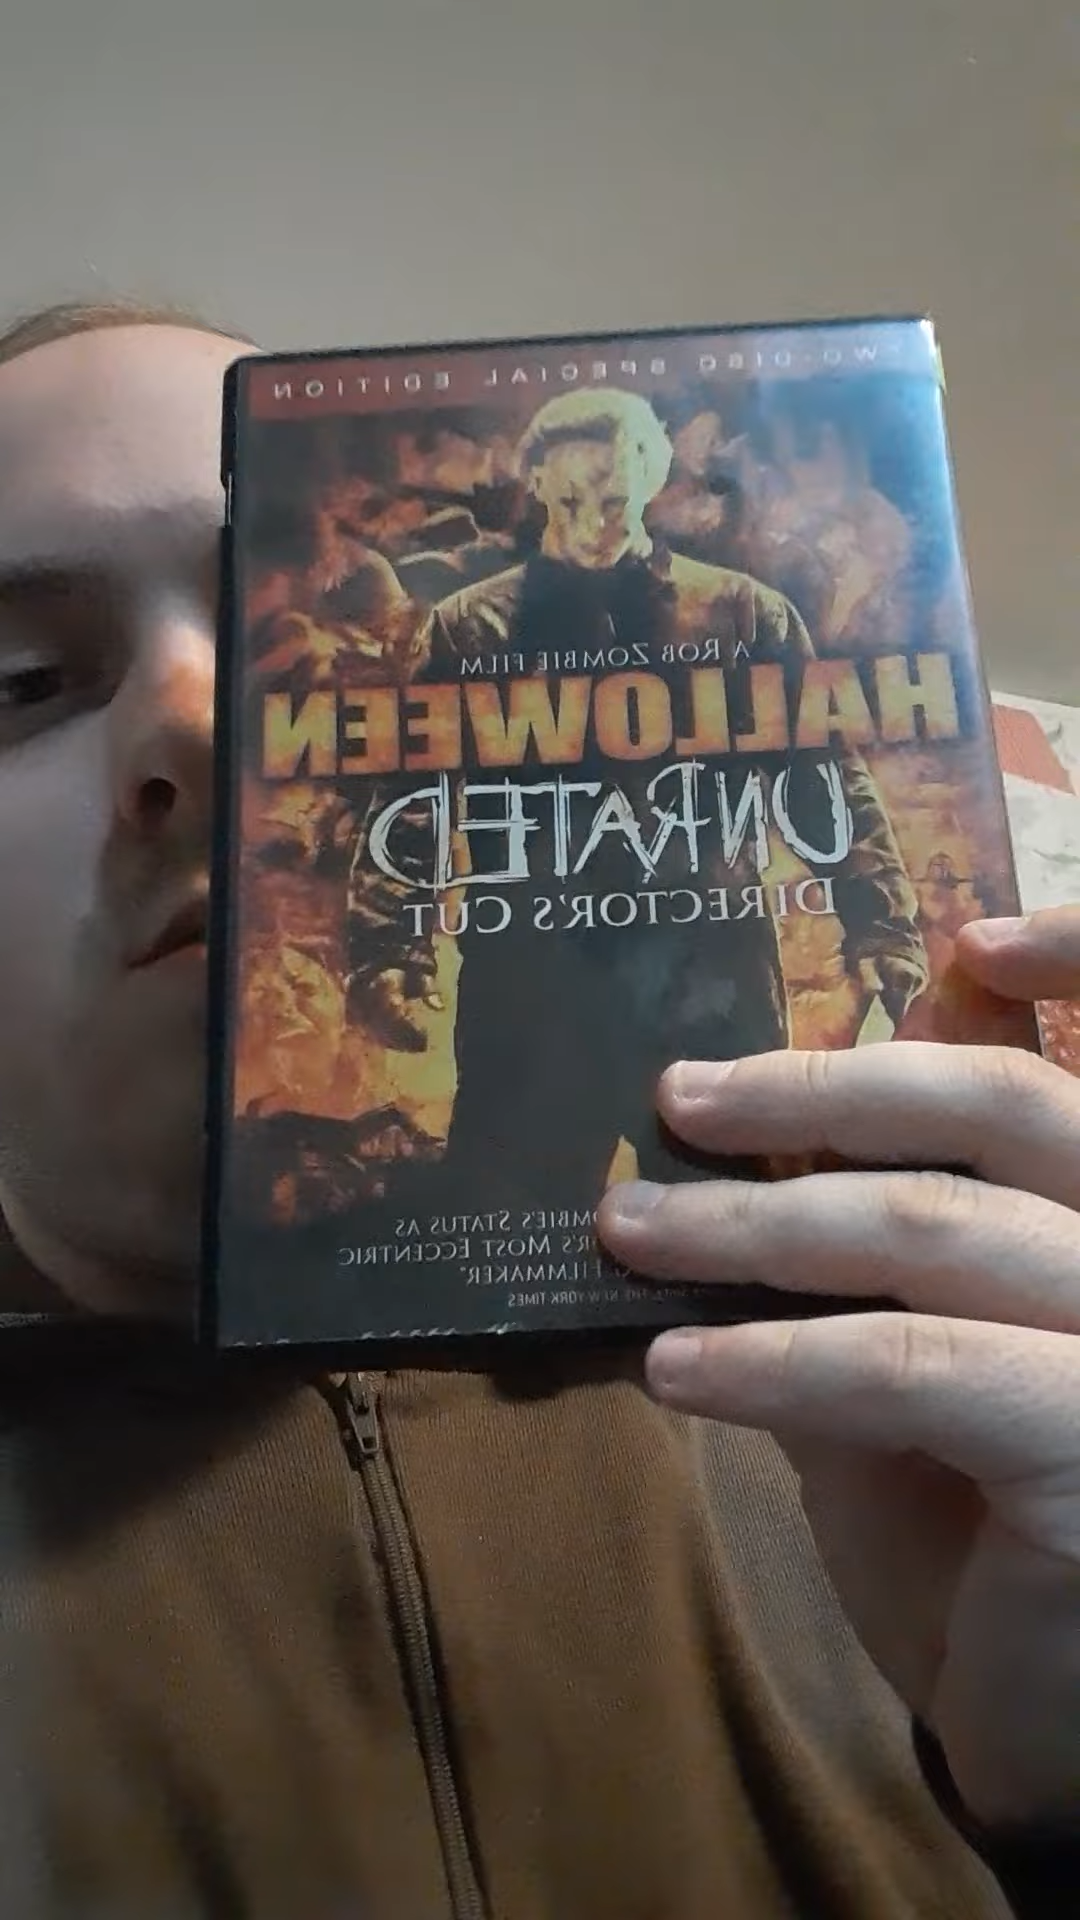 TWO-DISC SPECIAL EDITION
A ROB ZOMBIE FILM
HALLOWEEN
UNRATED
DIRECTOR'S CUT
ZOMBIE'S STATUS AS
MOST ECCENTRIC
FILMMAKER"
THE NEW YORK TIMES